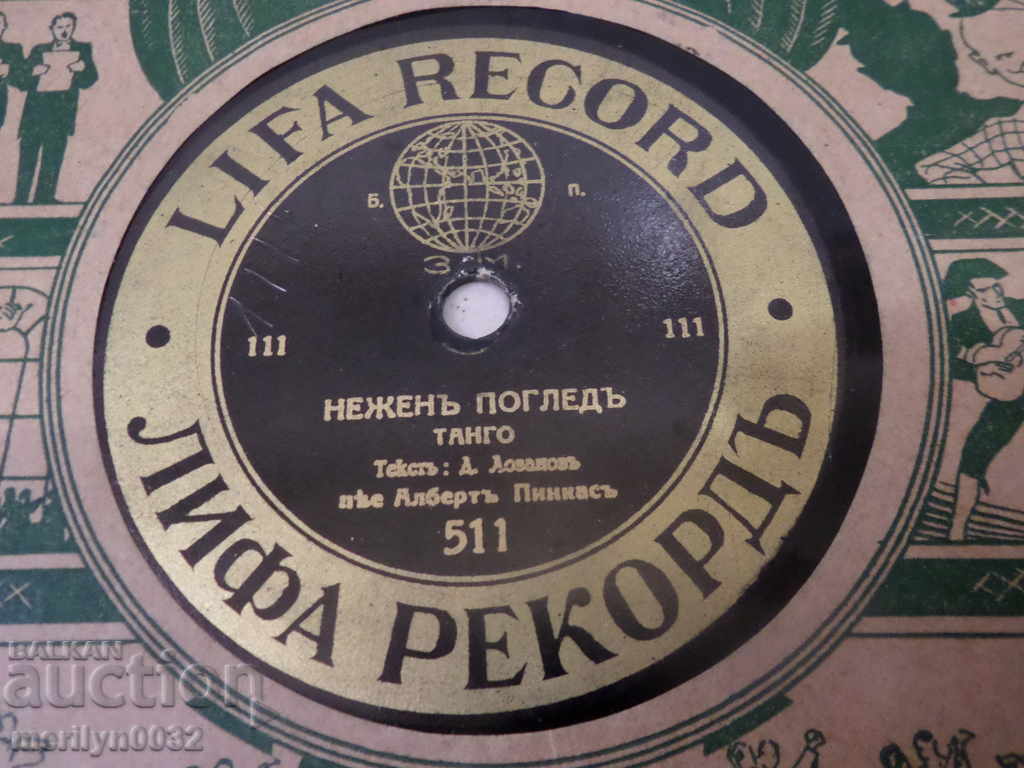 LIFA RECORD
Б. П.
З. М.
111 111
НЕЖЕНЪ ПОГЛЕДЪ
ТАНГО
Текстъ: Д. Лозановъ
пѣе Албертъ Пинкасъ
511
ЛИФА РЕКОРДЪ
BALKAN
auction
merilyn0032